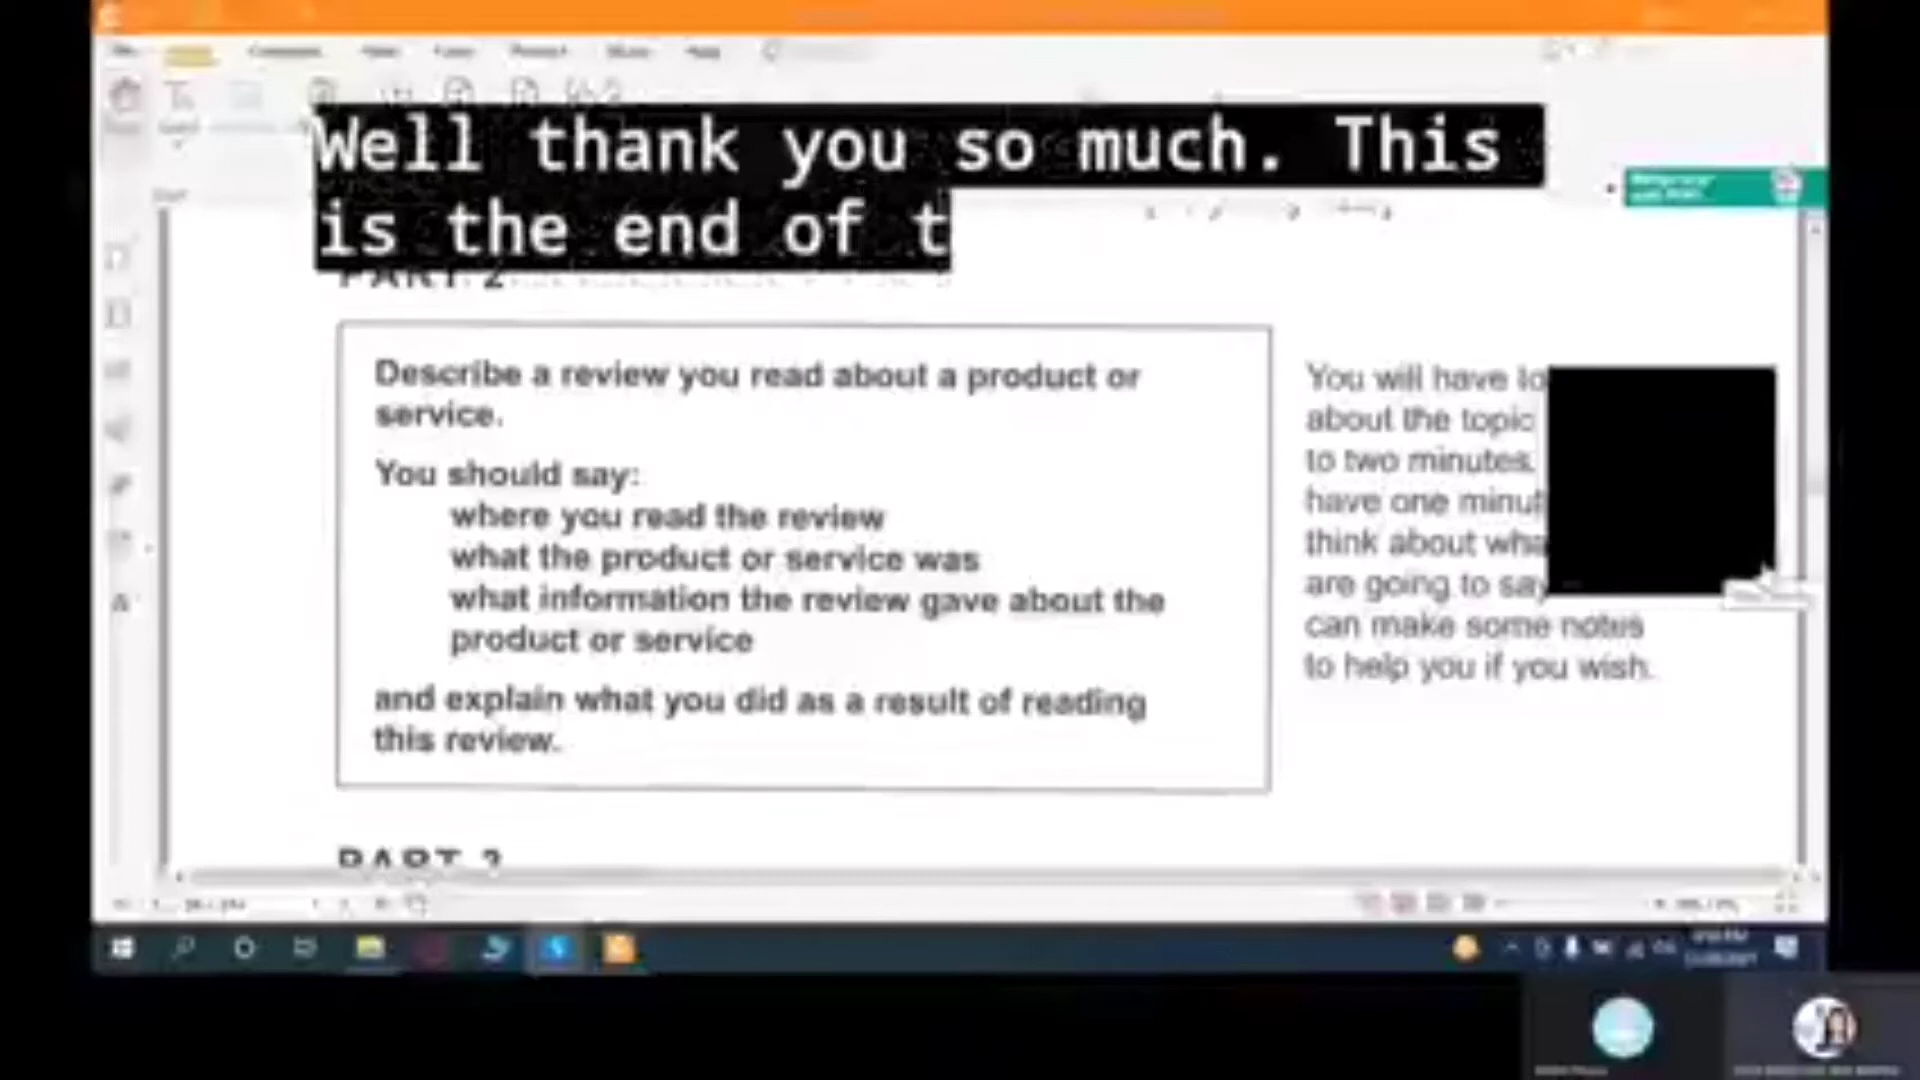 Well thank you so much. This
is the end of t
PART 2
Describe a review you read about a product or
service.
You should say:
where you read the review
what the product or service was
what information the review gave about the
product or service
and explain what you did as a result of reading
this review.
You will have to
about the topic
to two minutes.
have one minut
think about wha
are going to say
can make some notes
to help you if you wish.
PART 3